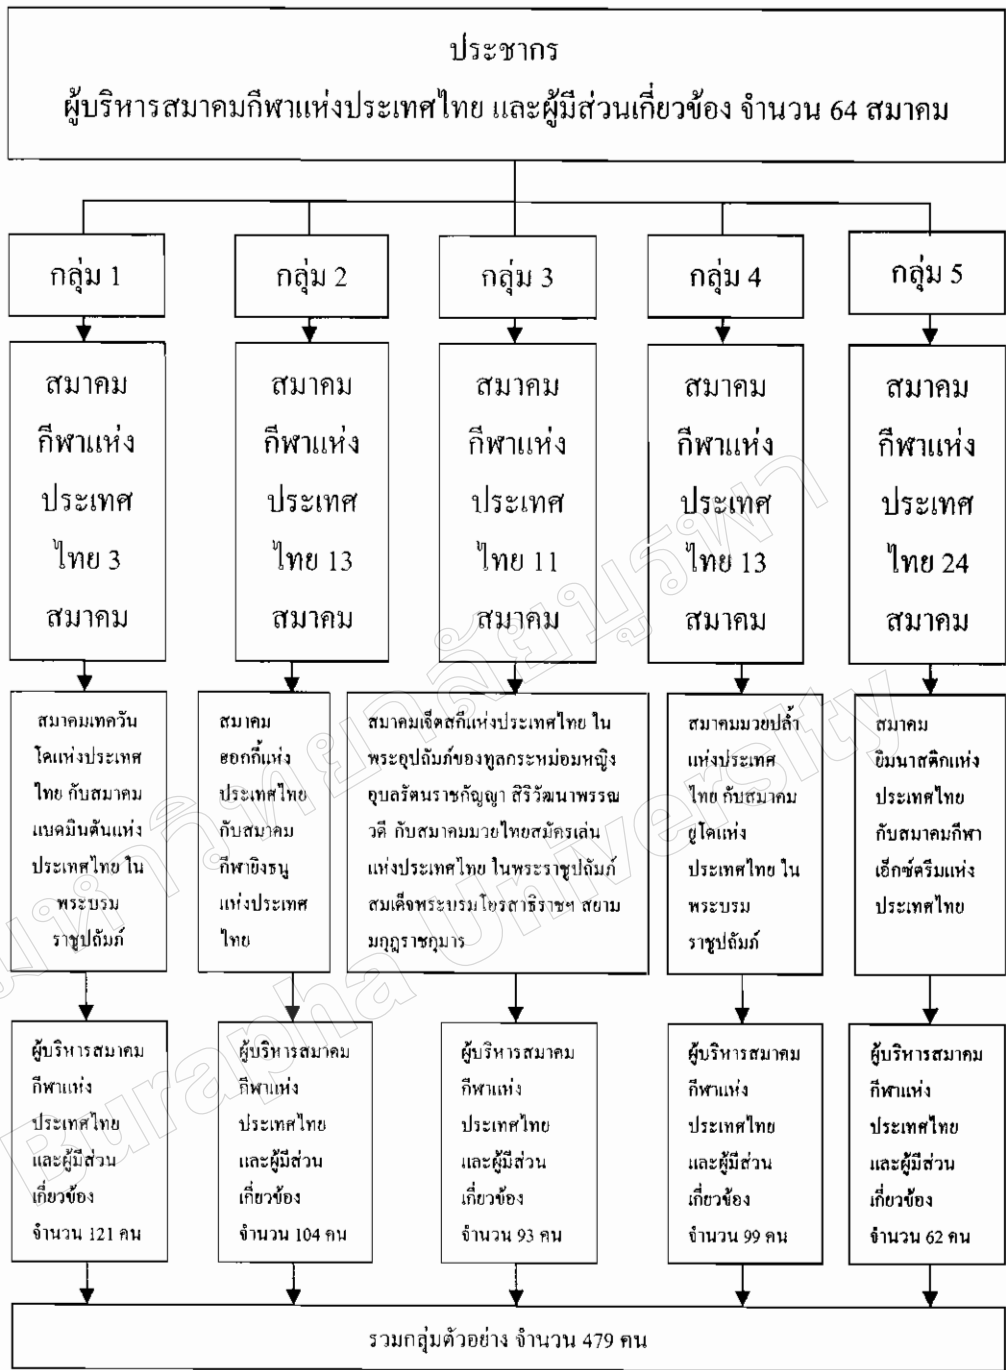 ประชากร
ผู้บริหารสมาคมกีฬาแห่งประเทศไทย และผู้มีส่วนเกี่ยวข้อง จำนวน 64 สมาคม
กลุ่ม 1
กลุ่ม 2
กลุ่ม 3
กลุ่ม 4
กลุ่ม 5
สมาคม
กีฬาแห่ง
ประเทศ
ไทย 3
สมาคม
สมาคม
กีฬาแห่ง
ประเทศ
ไทย 13
สมาคม
สมาคม
กีฬาแห่ง
ประเทศ
ไทย 11
สมาคม
สมาคม
กีฬาแห่ง
ประเทศ
ไทย 13
สมาคม
สมาคม
กีฬาแห่ง
ประเทศ
ไทย 24
สมาคม
สมาคมเทควัน
โดแห่งประเทศ
ไทย กับสมาคม
แบดมินตันแห่ง
ประเทศไทย ใน
พระบรม
ราชูปถัมภ์
สมาคม
ฮอกกี้แห่ง
ประเทศไทย
กับสมาคม
กีฬายิงธนู
แห่งประเทศ
ไทย
สมาคมเจ็ตสกีแห่งประเทศไทย ใน
พระอุปถัมภ์ของทูลกระหม่อมหญิง
อุบลรัตนราชกัญญา สิริวัฒนาพรรณ
วดี กับสมาคมมวยไทยสมัครเล่น
แห่งประเทศไทย ในพระราชูปถัมภ์
สมเด็จพระบรมโอรสาธิราชฯ สยาม
มกุฎราชกุมาร
สมาคมมวยปล้ำ
แห่งประเทศ
ไทย กับสมาคม
ยูโดแห่ง
ประเทศไทย ใน
พระบรม
ราชูปถัมภ์
สมาคม
ยิมนาสติกแห่ง
ประเทศไทย
กับสมาคมกีฬา
เอ็กซ์ตรีมแห่ง
ประเทศไทย
ผู้บริหารสมาคม
กีฬาแห่ง
ประเทศไทย
และผู้มีส่วน
เกี่ยวข้อง
จำนวน 121 คน
ผู้บริหารสมาคม
กีฬาแห่ง
ประเทศไทย
และผู้มีส่วน
เกี่ยวข้อง
จำนวน 104 คน
ผู้บริหารสมาคม
กีฬาแห่ง
ประเทศไทย
และผู้มีส่วน
เกี่ยวข้อง
จำนวน 93 คน
ผู้บริหารสมาคม
กีฬาแห่ง
ประเทศไทย
และผู้มีส่วน
เกี่ยวข้อง
จำนวน 99 คน
ผู้บริหารสมาคม
กีฬาแห่ง
ประเทศไทย
และผู้มีส่วน
เกี่ยวข้อง
จำนวน 62 คน
รวมกลุ่มตัวอย่าง จำนวน 479 คน
มหาวิทยาลัยบูรพา
Burapha University